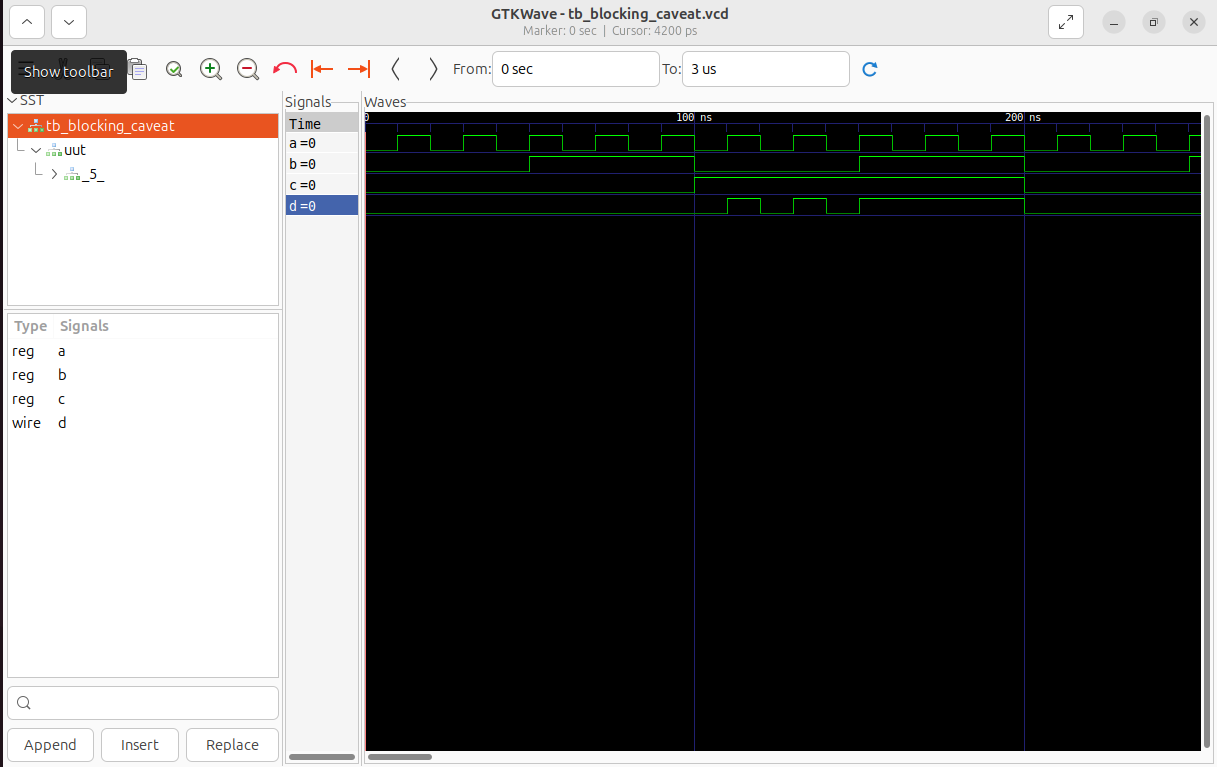 GTKWave - tb_blocking_caveat.vcd
Marker: 0 sec | Cursor: 4200 ps
Show toolbar
From: 0 sec
To: 3 us
SST
tb_blocking_caveat
uut
_5_
Type Signals
reg a
reg b
reg c
wire d
Append Insert Replace
Signals
Time
a =0
b =0
c =0
d =0
Waves
0 100 ns 200 ns